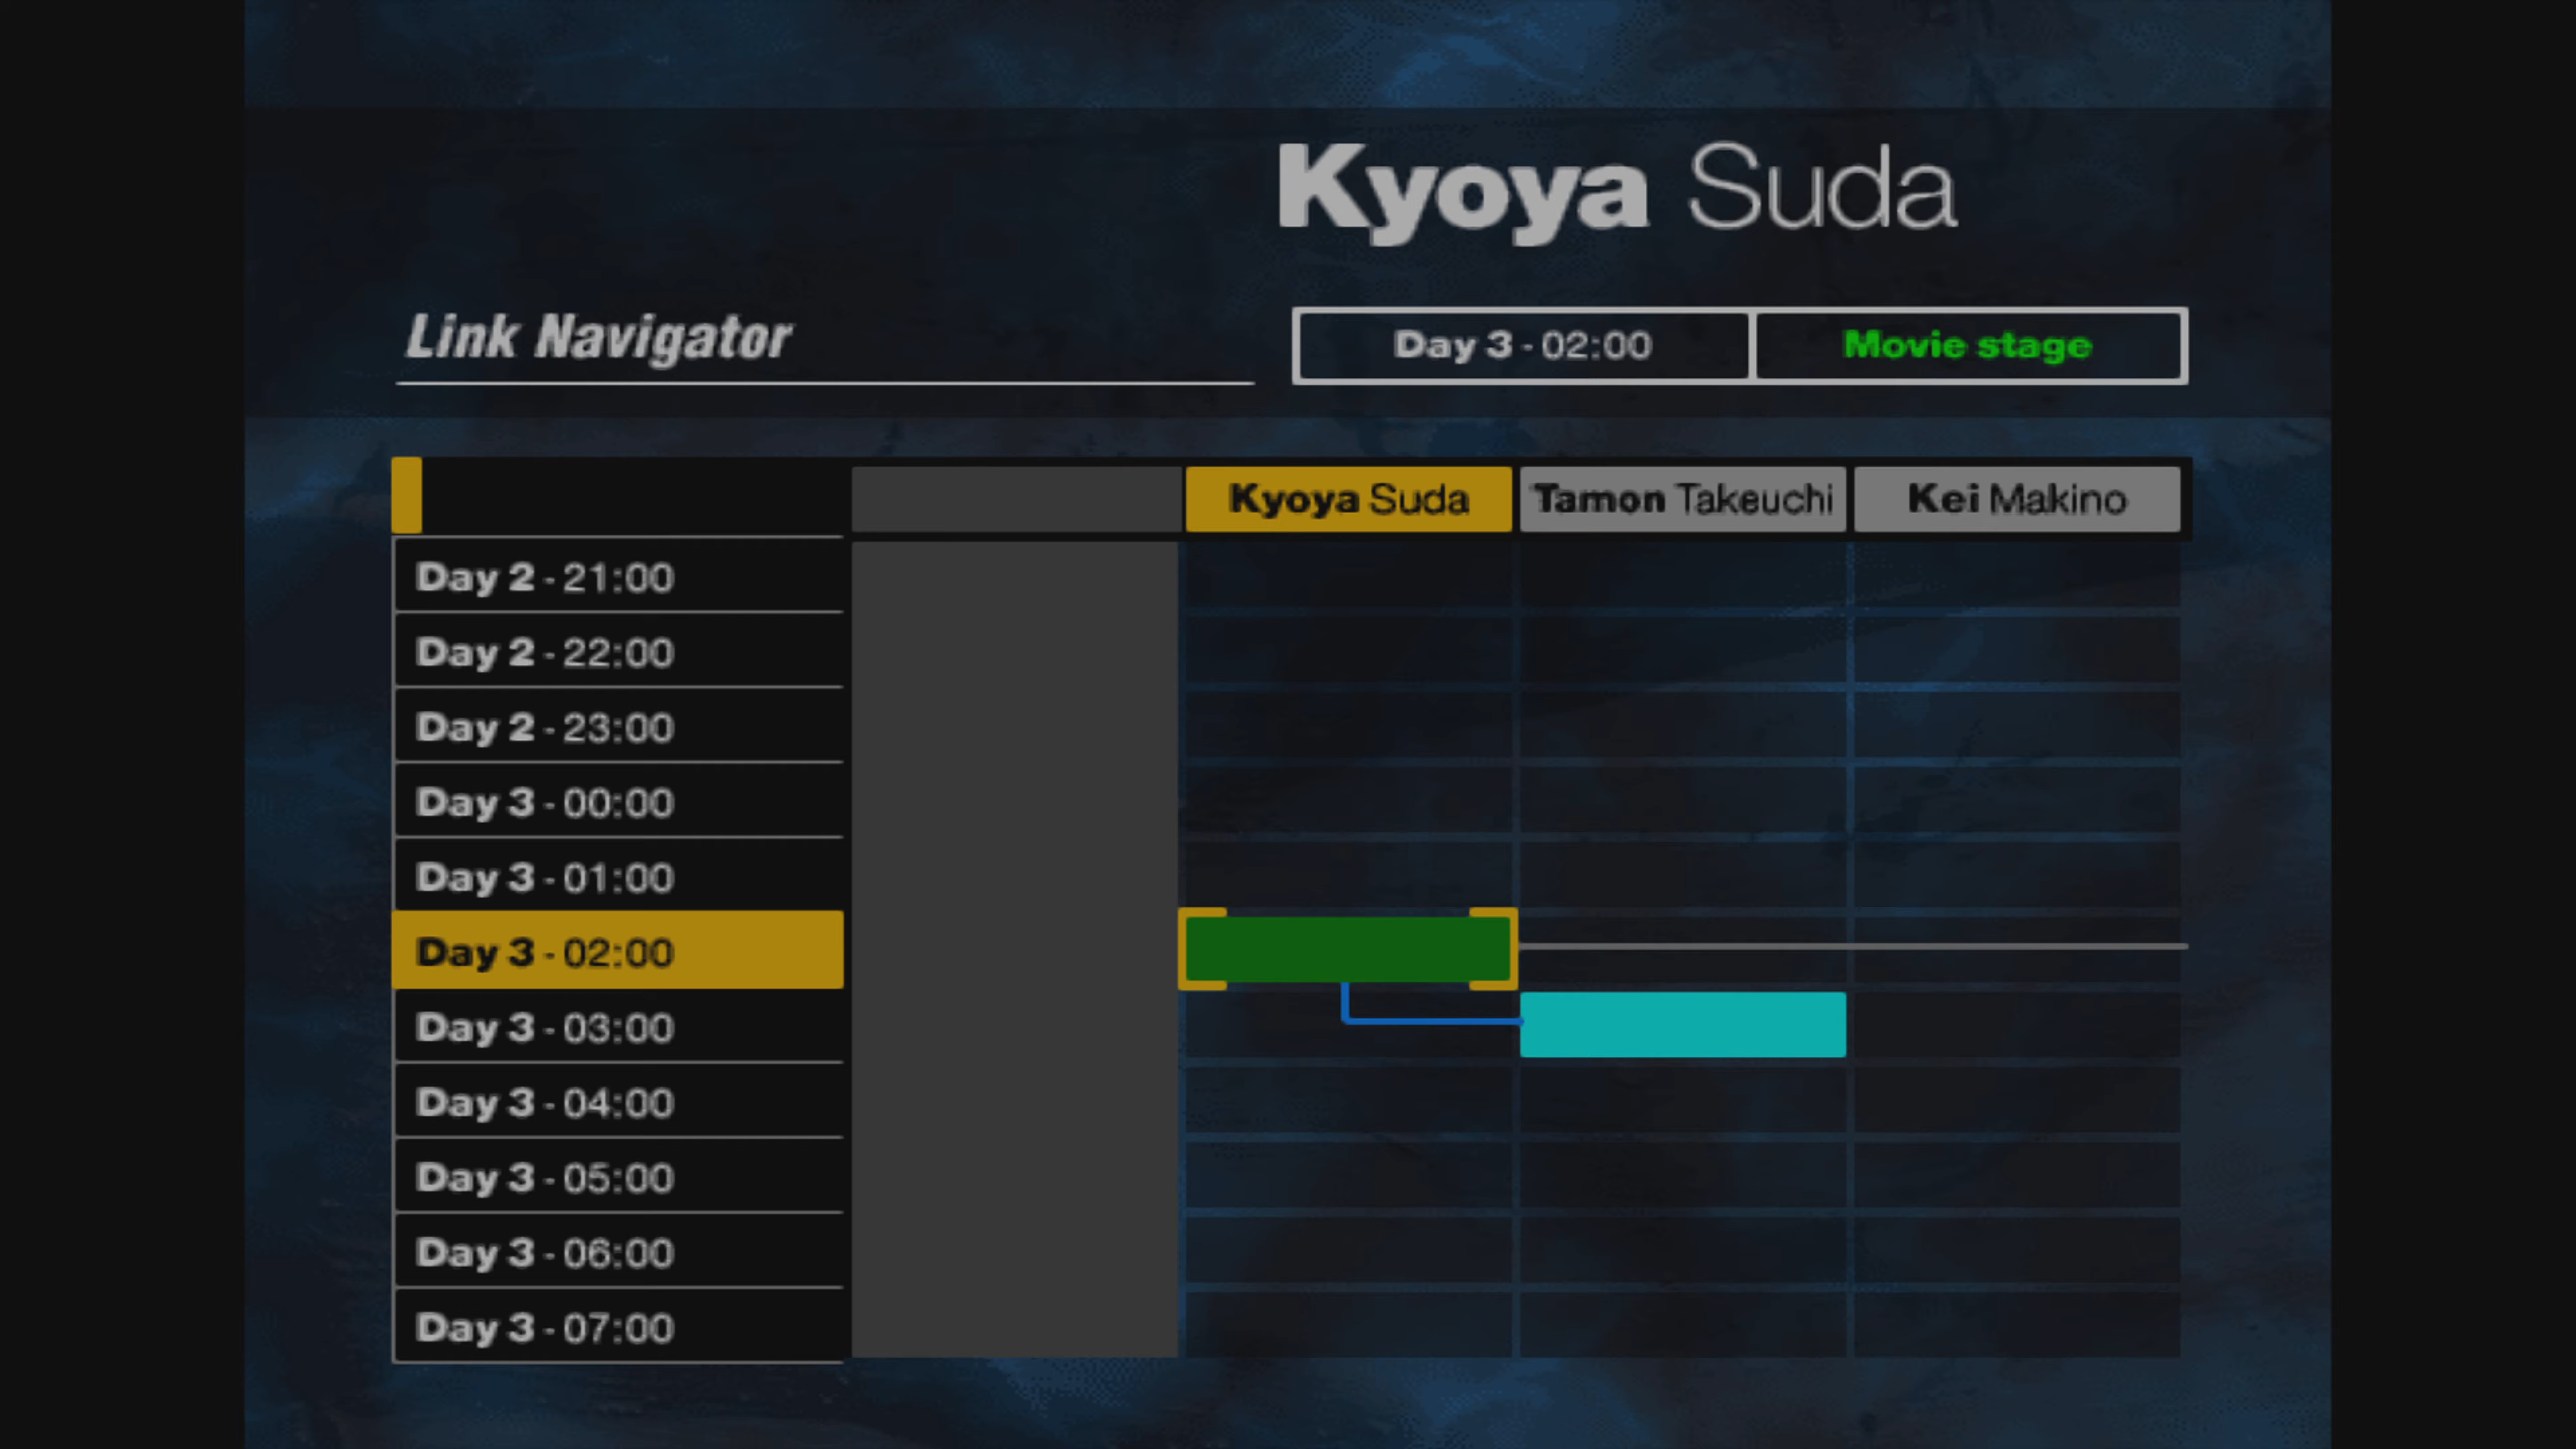 Kyoya Suda
Link Navigator
Day 3 - 02:00
Movie stage
Kyoya Suda
Tamon Takeuchi
Kei Makino
Day 2 - 21:00
Day 2 - 22:00
Day 2 - 23:00
Day 3 - 00:00
Day 3 - 01:00
Day 3 - 02:00
Day 3 - 03:00
Day 3 - 04:00
Day 3 - 05:00
Day 3 - 06:00
Day 3 - 07:00